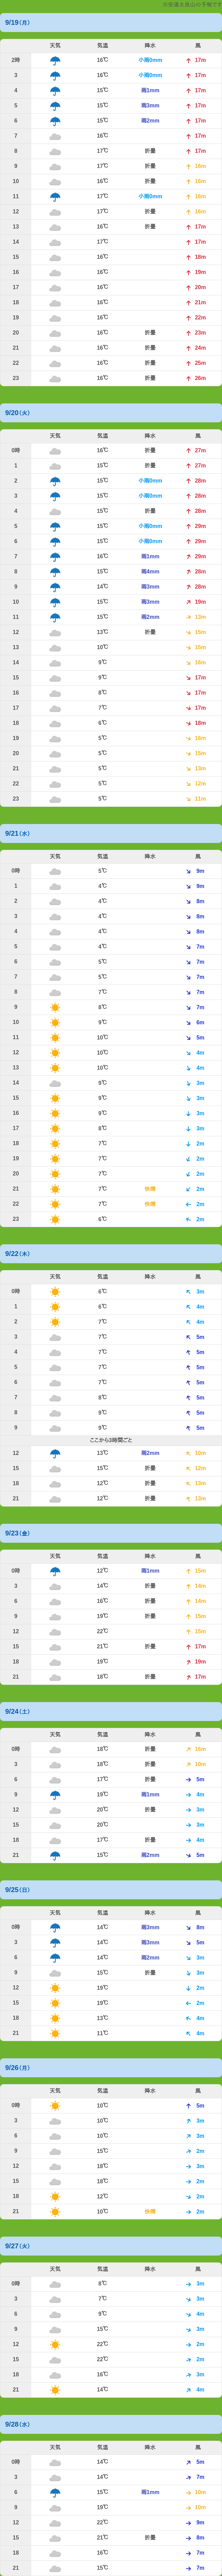 9/19(月)
天気 気温 降水 風
2時 16℃ 小雨0mm 17m
3 16℃ 小雨0mm 17m
4 15℃ 雨1mm 17m
5 15℃ 雨3mm 17m
6 15℃ 雨2mm 17m
7 16℃ 17m
8 17℃ 折畳 17m
9 17℃ 折畳 16m
10 16℃ 折畳 16m
11 17℃ 小雨0mm 16m
12 17℃ 折畳 16m
13 16℃ 折畳 17m
14 17℃ 17m
15 16℃ 18m
16 16℃ 19m
17 16℃ 20m
18 16℃ 21m
19 16℃ 22m
20 16℃ 折畳 23m
21 16℃ 折畳 24m
22 16℃ 折畳 25m
23 16℃ 折畳 26m
9/20(火)
天気 気温 降水 風
0時 16℃ 折畳 27m
1 15℃ 折畳 27m
2 15℃ 小雨0mm 28m
3 15℃ 小雨0mm 28m
4 15℃ 折畳 28m
5 15℃ 小雨0mm 29m
6 15℃ 小雨0mm 29m
7 16℃ 雨1mm 29m
8 15℃ 雨4mm 28m
9 14℃ 雨3mm 28m
10 15℃ 雨3mm 19m
11 15℃ 雨2mm 13m
12 13℃ 折畳 15m
13 10℃ 15m
14 9℃ 16m
15 9℃ 17m
16 8℃ 17m
17 7℃ 17m
18 6℃ 18m
19 5℃ 16m
20 5℃ 15m
21 5℃ 13m
22 5℃ 12m
23 5℃ 11m
9/21(水)
天気 気温 降水 風
0時 5℃ 9m
1 4℃ 9m
2 4℃ 8m
3 4℃ 8m
4 4℃ 8m
5 4℃ 7m
6 5℃ 7m
7 5℃ 7m
8 7℃ 7m
9 8℃ 7m
10 9℃ 6m
11 10℃ 5m
12 10℃ 4m
13 10℃ 4m
14 9℃ 3m
15 9℃ 3m
16 9℃ 3m
17 8℃ 3m
18 7℃ 2m
19 7℃ 2m
20 7℃ 2m
21 7℃ 快晴 2m
22 7℃ 快晴 2m
23 6℃ 2m
9/22(木)
天気 気温 降水 風
0時 6℃ 3m
1 6℃ 4m
2 7℃ 4m
3 7℃ 5m
4 7℃ 5m
5 7℃ 5m
6 7℃ 5m
7 8℃ 5m
8 9℃ 5m
9 9℃ 5m
ここから3時間ごと
12 13℃ 雨2mm 10m
15 15℃ 折畳 12m
18 12℃ 折畳 13m
21 12℃ 折畳 13m
9/23(金)
天気 気温 降水 風
0時 12℃ 雨1mm 15m
3 14℃ 折畳 14m
6 16℃ 折畳 14m
9 19℃ 折畳 15m
12 22℃ 15m
15 21℃ 折畳 17m
18 19℃ 19m
21 18℃ 折畳 17m
9/24(土)
天気 気温 降水 風
0時 18℃ 折畳 16m
3 18℃ 折畳 10m
6 17℃ 折畳 5m
9 19℃ 雨1mm 4m
12 20℃ 折畳 3m
15 20℃ 3m
18 17℃ 折畳 4m
21 15℃ 雨2mm 5m
9/25(日)
天気 気温 降水 風
0時 14℃ 雨3mm 8m
3 14℃ 雨3mm 5m
6 14℃ 雨2mm 3m
9 15℃ 折畳 3m
12 19℃ 2m
15 19℃ 2m
18 13℃ 4m
21 11℃ 4m
9/26(月)
天気 気温 降水 風
0時 10℃ 5m
3 10℃ 3m
6 10℃ 3m
9 15℃ 2m
12 18℃ 3m
15 18℃ 2m
18 12℃ 2m
21 10℃ 快晴 2m
9/27(火)
天気 気温 降水 風
0時 8℃ 3m
3 7℃ 3m
6 9℃ 4m
9 15℃ 3m
12 22℃ 2m
15 22℃ 2m
18 16℃ 3m
21 14℃ 4m
9/28(水)
天気 気温 降水 風
0時 14℃ 5m
3 14℃ 7m
6 15℃ 雨1mm 10m
9 19℃ 10m
12 22℃ 9m
15 21℃ 折畳 8m
18 16℃ 7m
21 15℃ 7m